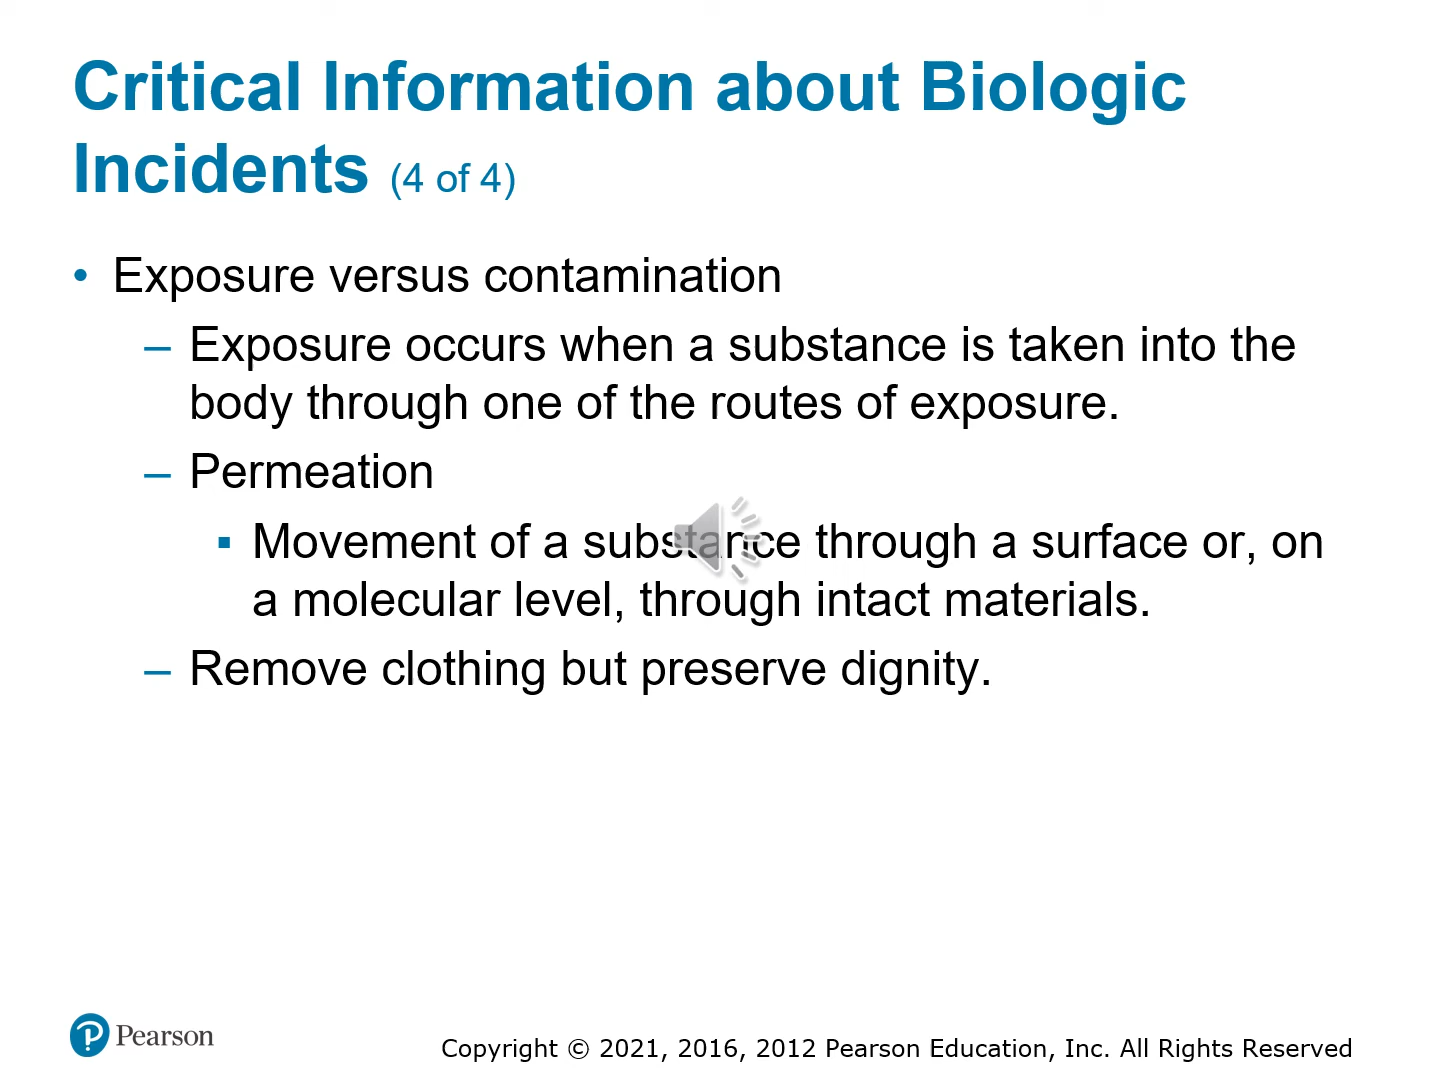 Critical Information about Biologic
Incidents (4 of 4)
• Exposure versus contamination
– Exposure occurs when a substance is taken into the
body through one of the routes of exposure.
– Permeation
▪ Movement of a substance through a surface or, on
a molecular level, through intact materials.
– Remove clothing but preserve dignity.
Pearson
Copyright © 2021, 2016, 2012 Pearson Education, Inc. All Rights Reserved